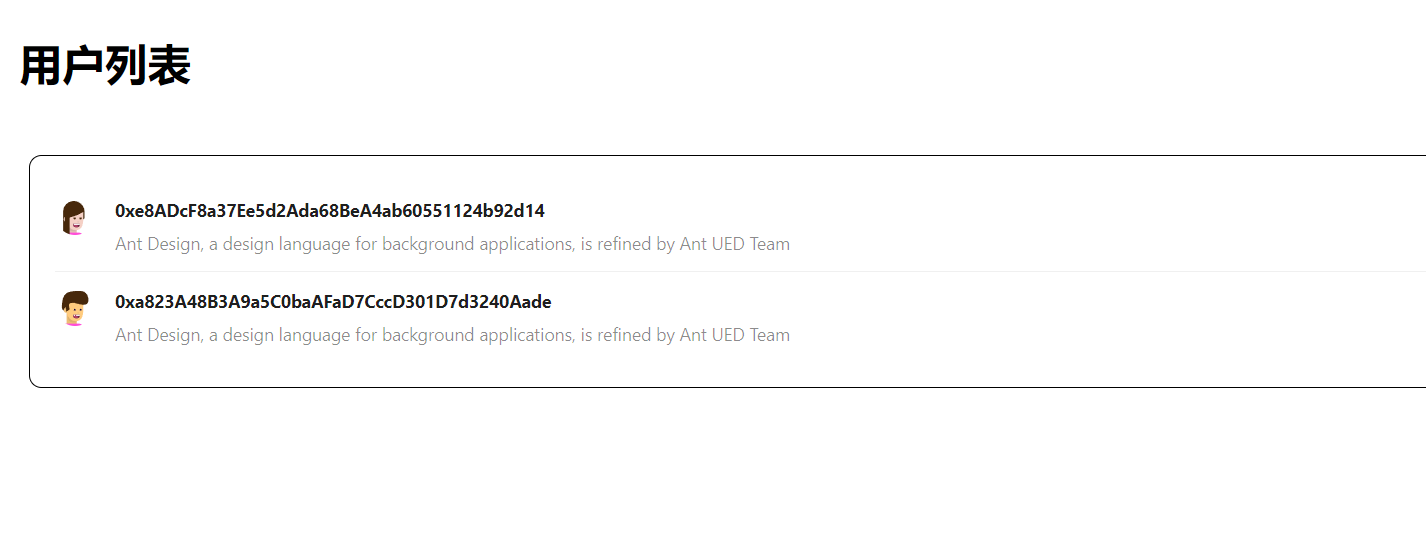 用户列表
0xe8ADcF8a37Ee5d2Ada68BeA4ab60551124b92d14
Ant Design, a design language for background applications, is refined by Ant UED Team
0xa823A48B3A9a5C0baAFaD7CccD301D7d3240Aade
Ant Design, a design language for background applications, is refined by Ant UED Team